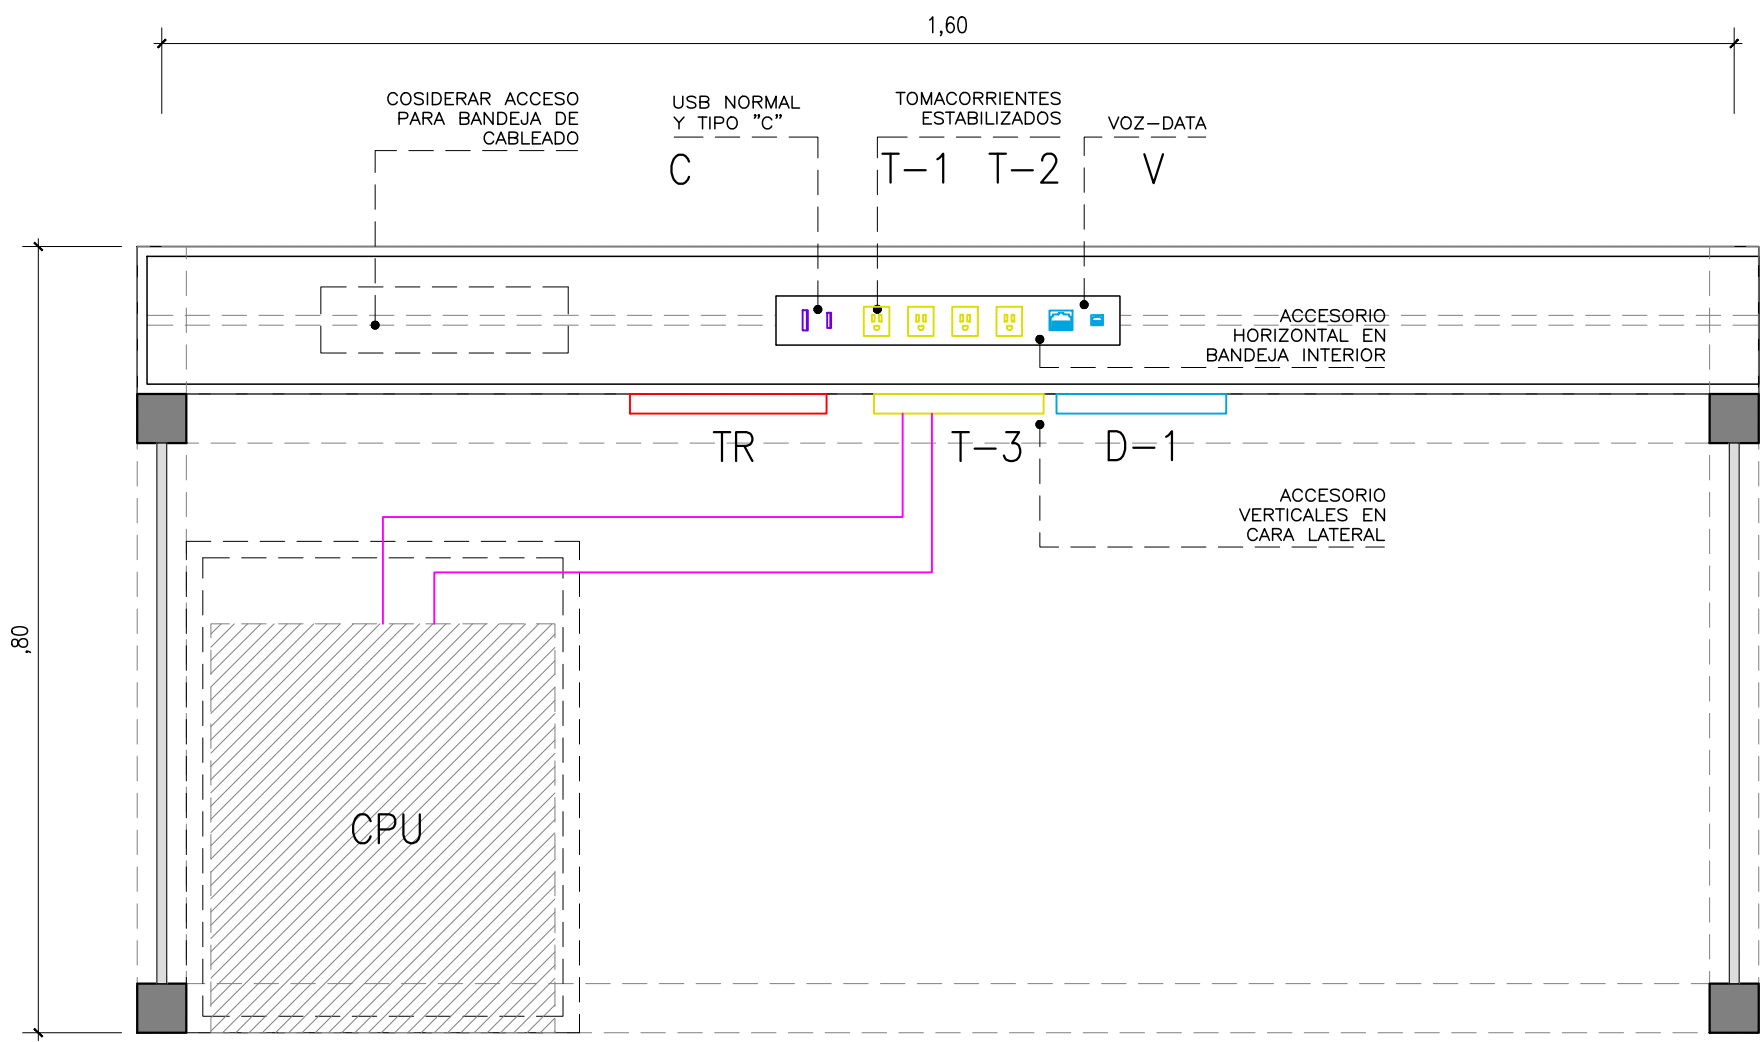 1,60
COSIDERAR ACCESO
PARA BANDEJA DE
CABLEADO
USB NORMAL
Y TIPO "C"
C
TOMACORRIENTES
ESTABILIZADOS
T-1 T-2
VOZ-DATA
V
ACCESORIO
HORIZONTAL EN
BANDEJA INTERIOR
TR
T-3
D-1
ACCESORIO
VERTICALES EN
CARA LATERAL
,80
CPU